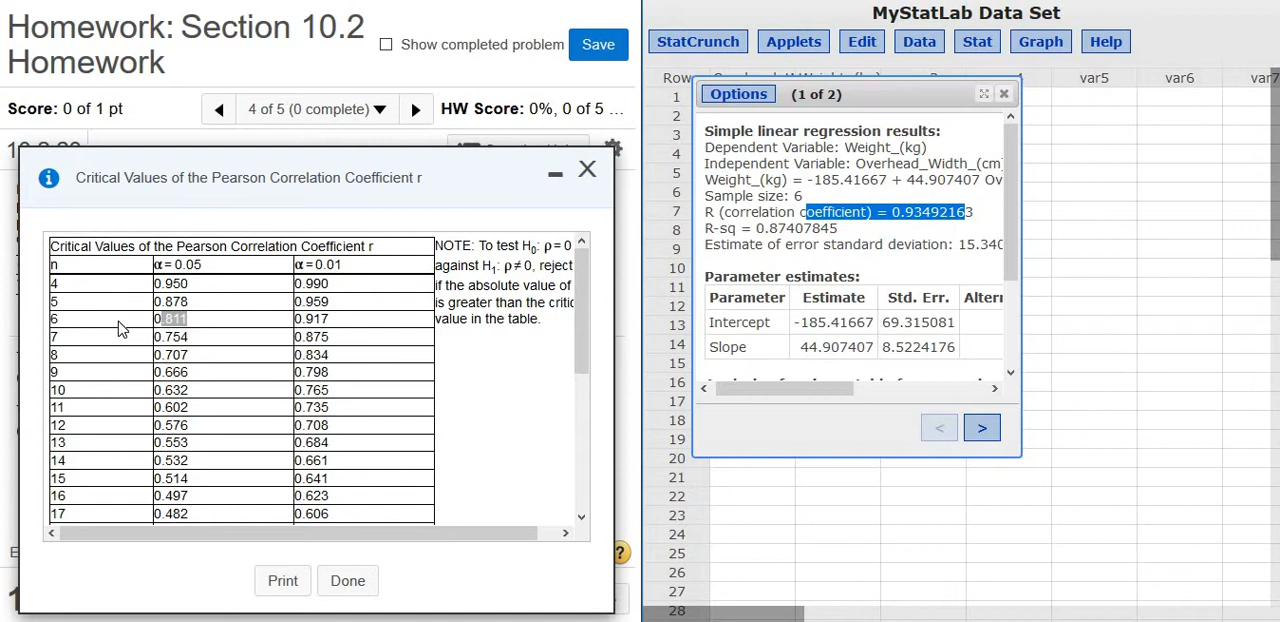 Homework: Section 10.2
Homework
Show completed problem
Save
Score: 0 of 1 pt
4 of 5 (0 complete)
HW Score: 0%, 0 of 5 ...
Critical Values of the Pearson Correlation Coefficient r
Critical Values of the Pearson Correlation Coefficient r
n α = 0.05 α = 0.01
4 0.950 0.990
5 0.878 0.959
6 0.811 0.917
7 0.754 0.875
8 0.707 0.834
9 0.666 0.798
10 0.632 0.765
11 0.602 0.735
12 0.576 0.708
13 0.553 0.684
14 0.532 0.661
15 0.514 0.641
16 0.497 0.623
17 0.482 0.606
NOTE: To test H0: ρ = 0
against H1: ρ ≠ 0, reject
if the absolute value of
is greater than the critic
value in the table.
Print
Done
?
MyStatLab Data Set
StatCrunch Applets Edit Data Stat Graph Help
Row var5 var6 var7
1
2
3
4
5
6
7
8
9
10
11
12
13
14
15
16
17
18
19
20
21
22
23
24
25
26
27
28
Options (1 of 2)
Simple linear regression results:
Dependent Variable: Weight_(kg)
Independent Variable: Overhead_Width_(cm)
Weight_(kg) = -185.41667 + 44.907407 Ov
Sample size: 6
R (correlation coefficient) = 0.93492163
R-sq = 0.87407845
Estimate of error standard deviation: 15.340
Parameter estimates:
Parameter Estimate Std. Err. Altern
Intercept -185.41667 69.315081
Slope 44.907407 8.5224176
< >